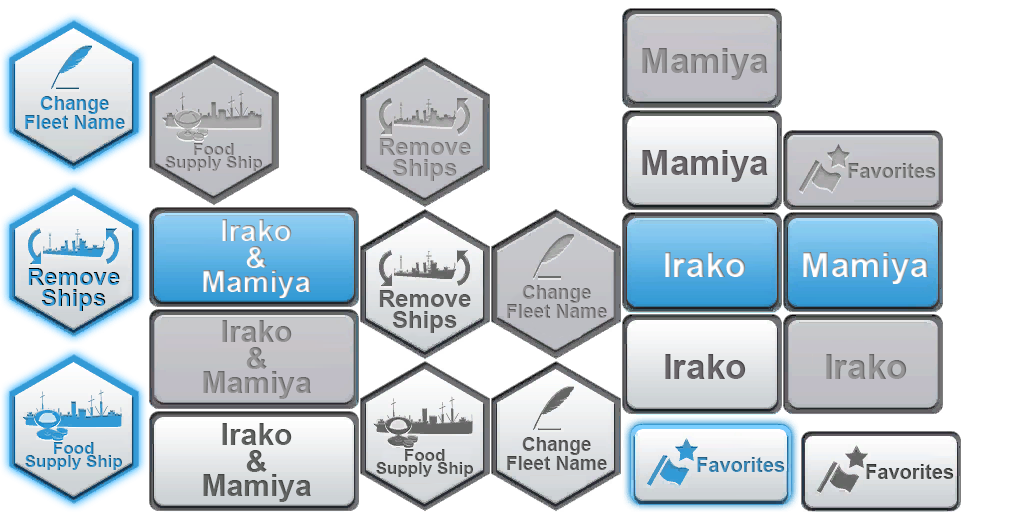 Change
Fleet Name
Food
Supply Ship
Remove
Ships
Mamiya
Mamiya
Favorites
Remove
Ships
Irako
&
Mamiya
Remove
Ships
Change
Fleet Name
Irako
Mamiya
Irako
&
Mamiya
Irako
Irako
Food
Supply Ship
Irako
&
Mamiya
Food
Supply Ship
Change
Fleet Name
Favorites
Favorites